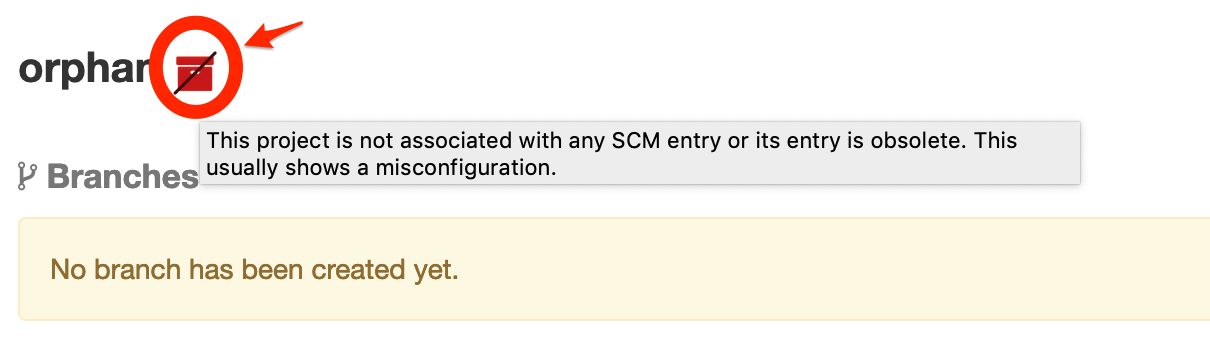 orphan
This project is not associated with any SCM entry or its entry is obsolete. This
usually shows a misconfiguration.
Branches
No branch has been created yet.